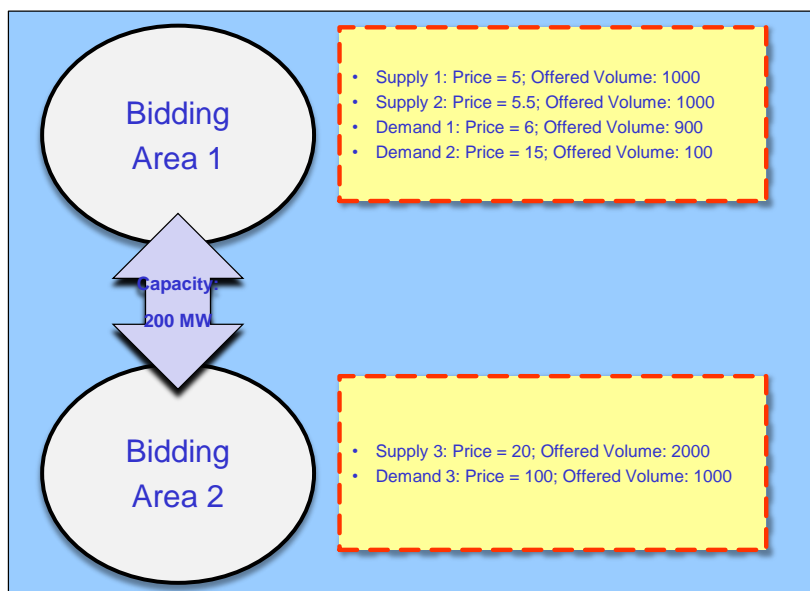 Bidding
Area 1
• Supply 1: Price = 5; Offered Volume: 1000
• Supply 2: Price = 5.5; Offered Volume: 1000
• Demand 1: Price = 6; Offered Volume: 900
• Demand 2: Price = 15; Offered Volume: 100
Capacity:
200 MW
Bidding
Area 2
• Supply 3: Price = 20; Offered Volume: 2000
• Demand 3: Price = 100; Offered Volume: 1000